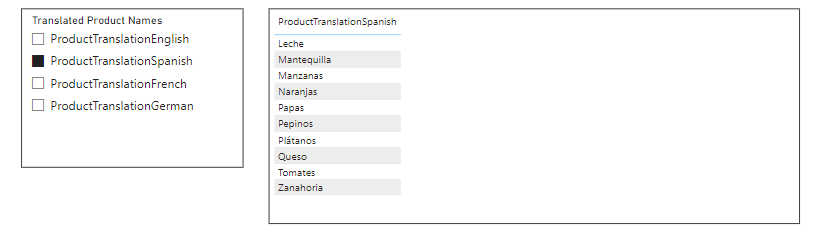 Translated Product Names
ProductTranslationEnglish
ProductTranslationSpanish
ProductTranslationFrench
ProductTranslationGerman
ProductTranslationSpanish
Leche
Mantequilla
Manzanas
Naranjas
Papas
Pepinos
Plátanos
Queso
Tomates
Zanahoria